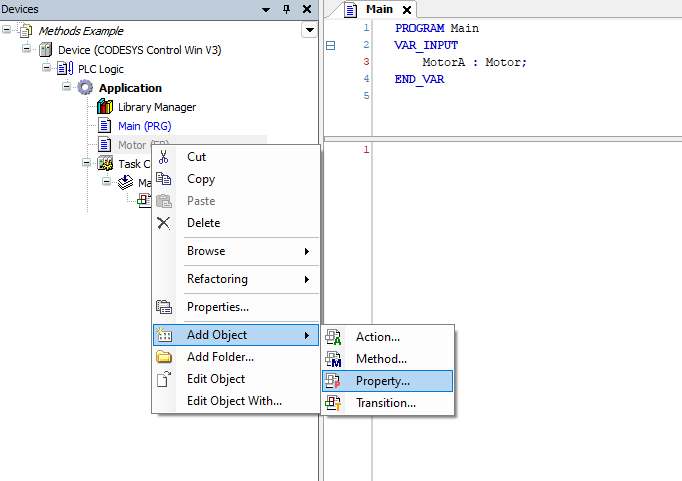 Devices
Methods Example
Device (CODESYS Control Win V3)
PLC Logic
Application
Library Manager
Main (PRG)
Motor (FB)
Task C
Ma
Cut
Copy
Paste
Delete
Browse
Refactoring
Properties...
Add Object
Add Folder...
Edit Object
Edit Object With...
Action...
Method...
Property...
Transition...
Main
1 PROGRAM Main
2 VAR_INPUT
3 MotorA : Motor;
4 END_VAR
5
1